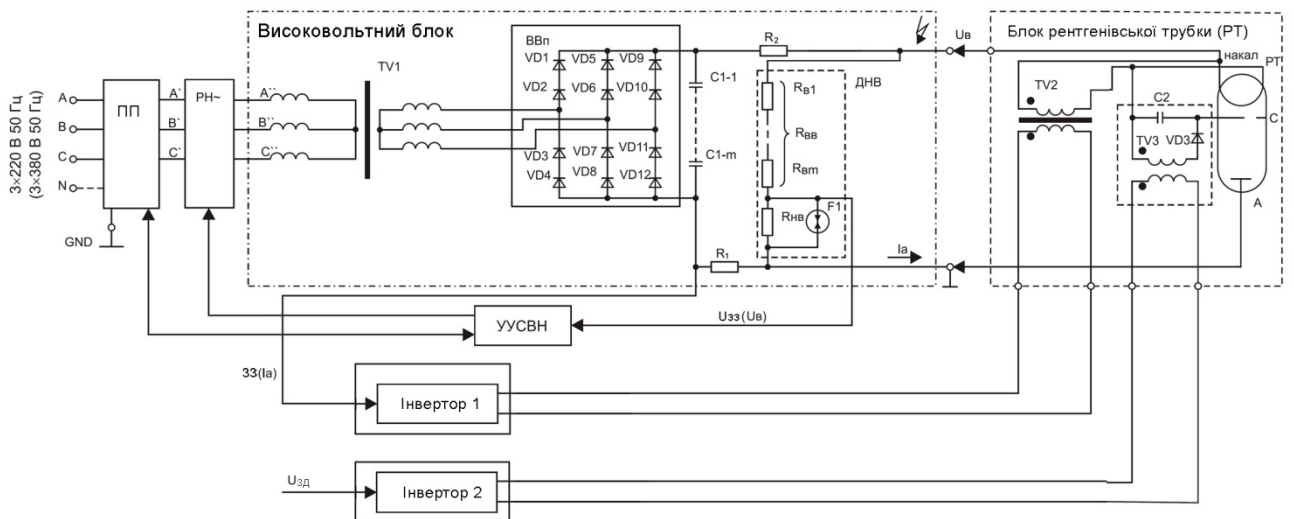 Високовольтний блок
Блок рентгенівської трубки (РТ)
ВВп
VD1
VD5
VD9
VD2
VD6
VD10
VD3
VD7
VD11
VD4
VD8
VD12
TV1
C1-1
C1-m
R₂
Uв
ДНВ
Rв1
Rвв
Rвm
Rнв
F1
R₁
Iа
накал
РТ
TV2
C2
TV3
VD3
С
А
3×220 В 50 Гц
(3×380 В 50 Гц)
A
B
C
N
ПП
A`
B`
C`
РН~
A``
B``
C``
GND
УУСВН
Uзз(Uв)
33(Ia)
Інвертор 1
Uзд
Інвертор 2